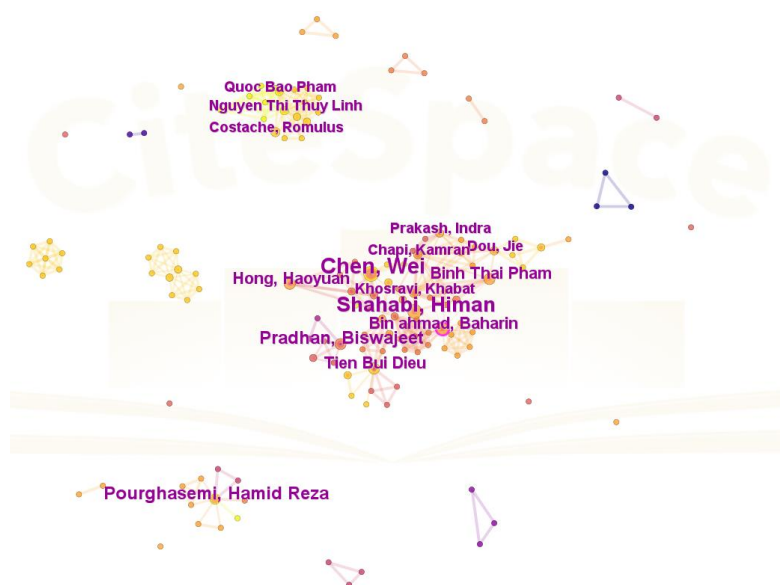 CiteSpace
Quoc Bao Pham
Nguyen Thi Thuy Linh
Costache, Romulus
Prakash, Indra
Chapi, Kamran
Dou, Jie
Chen, Wei
Binh Thai Pham
Hong, Haoyuan
Khosravi, Khabat
Shahabi, Himan
Bin ahmad, Baharin
Pradhan, Biswajeet
Tien Bui Dieu
Pourghasemi, Hamid Reza